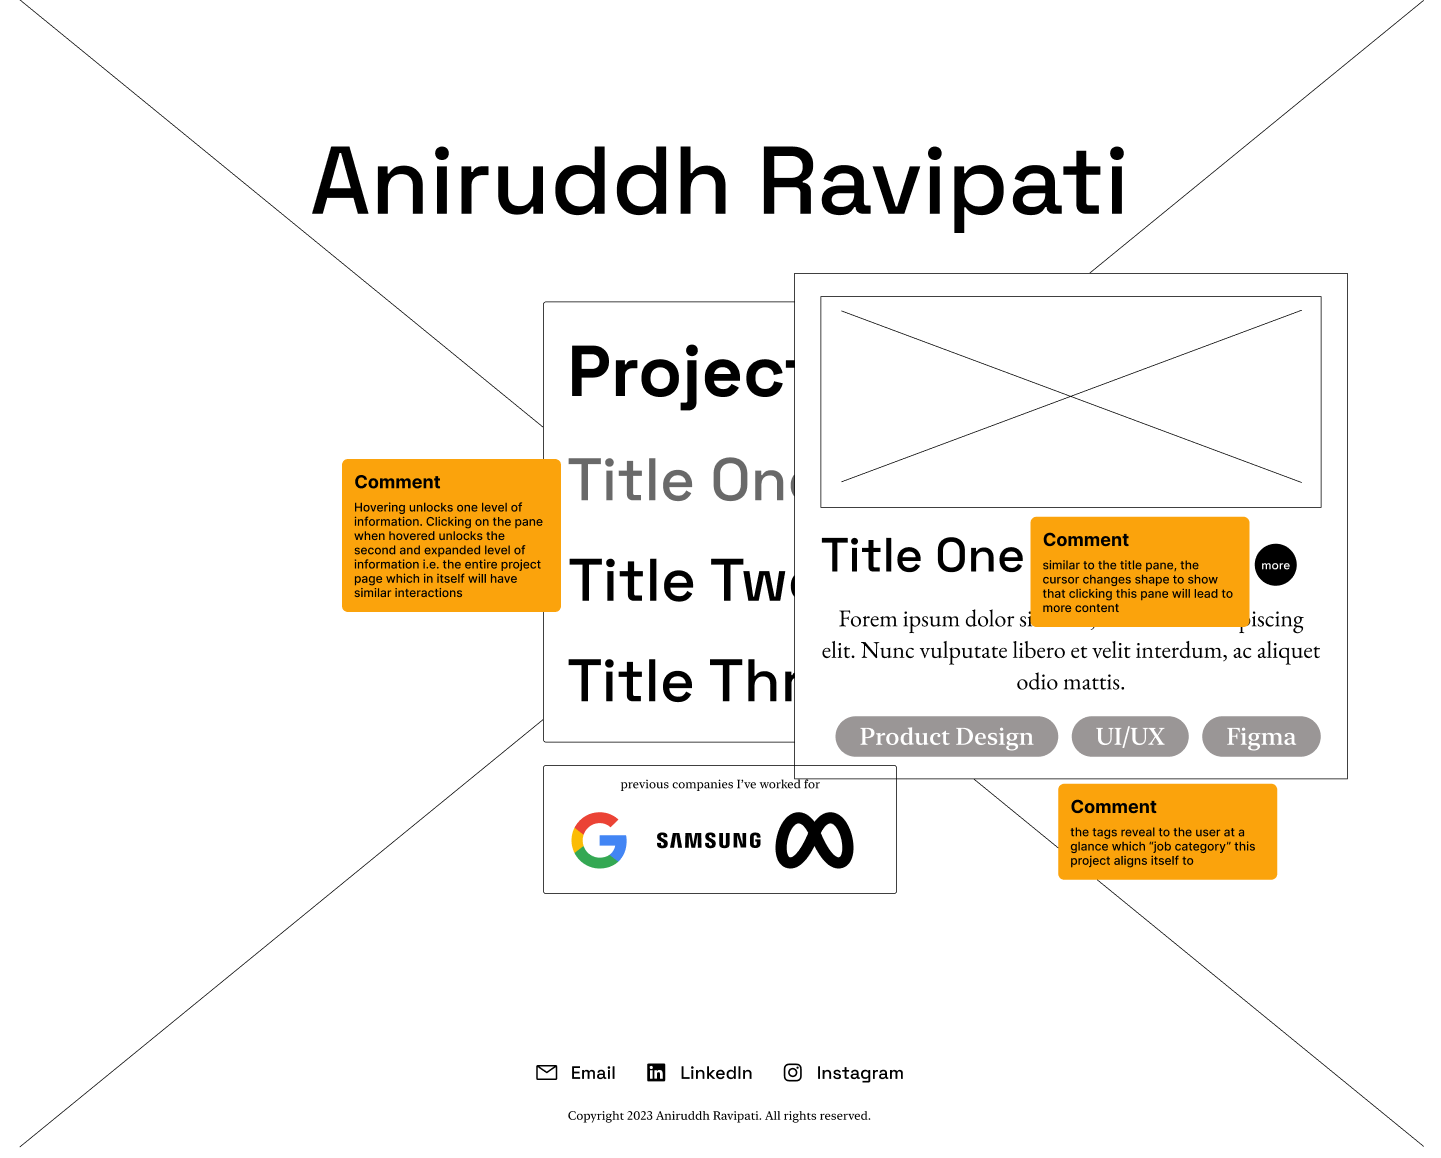 Aniruddh Ravipati
Projec
Title One
Title Two
Title Thr
Comment
Hovering unlocks one level of
information. Clicking on the pane
when hovered unlocks the
second and expanded level of
information i.e. the entire project
page which in itself will have
similar interactions
Title One
Comment
similar to the title pane, the
cursor changes shape to show
that clicking this pane will lead to
more content
more
Forem ipsum dolor si piscing
elit. Nunc vulputate libero et velit interdum, ac aliquet
odio mattis.
Product Design UI/UX Figma
Comment
the tags reveal to the user at a
glance which "job category" this
project aligns itself to
previous companies I've worked for
SAMSUNG
Email LinkedIn Instagram
Copyright 2023 Aniruddh Ravipati. All rights reserved.